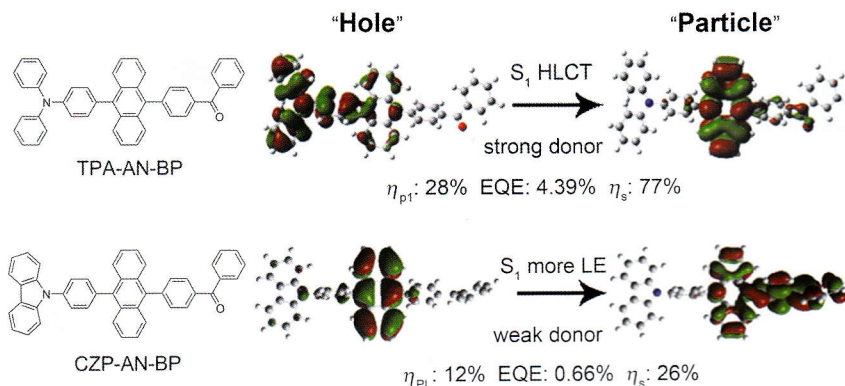 "Hole"
"Particle"
N
O
TPA-AN-BP
S₁ HLCT
strong donor
ηp1: 28% EQE: 4.39% ηs: 77%
N
O
CZP-AN-BP
S₁ more LE
weak donor
ηPL: 12% EQE: 0.66% ηs: 26%